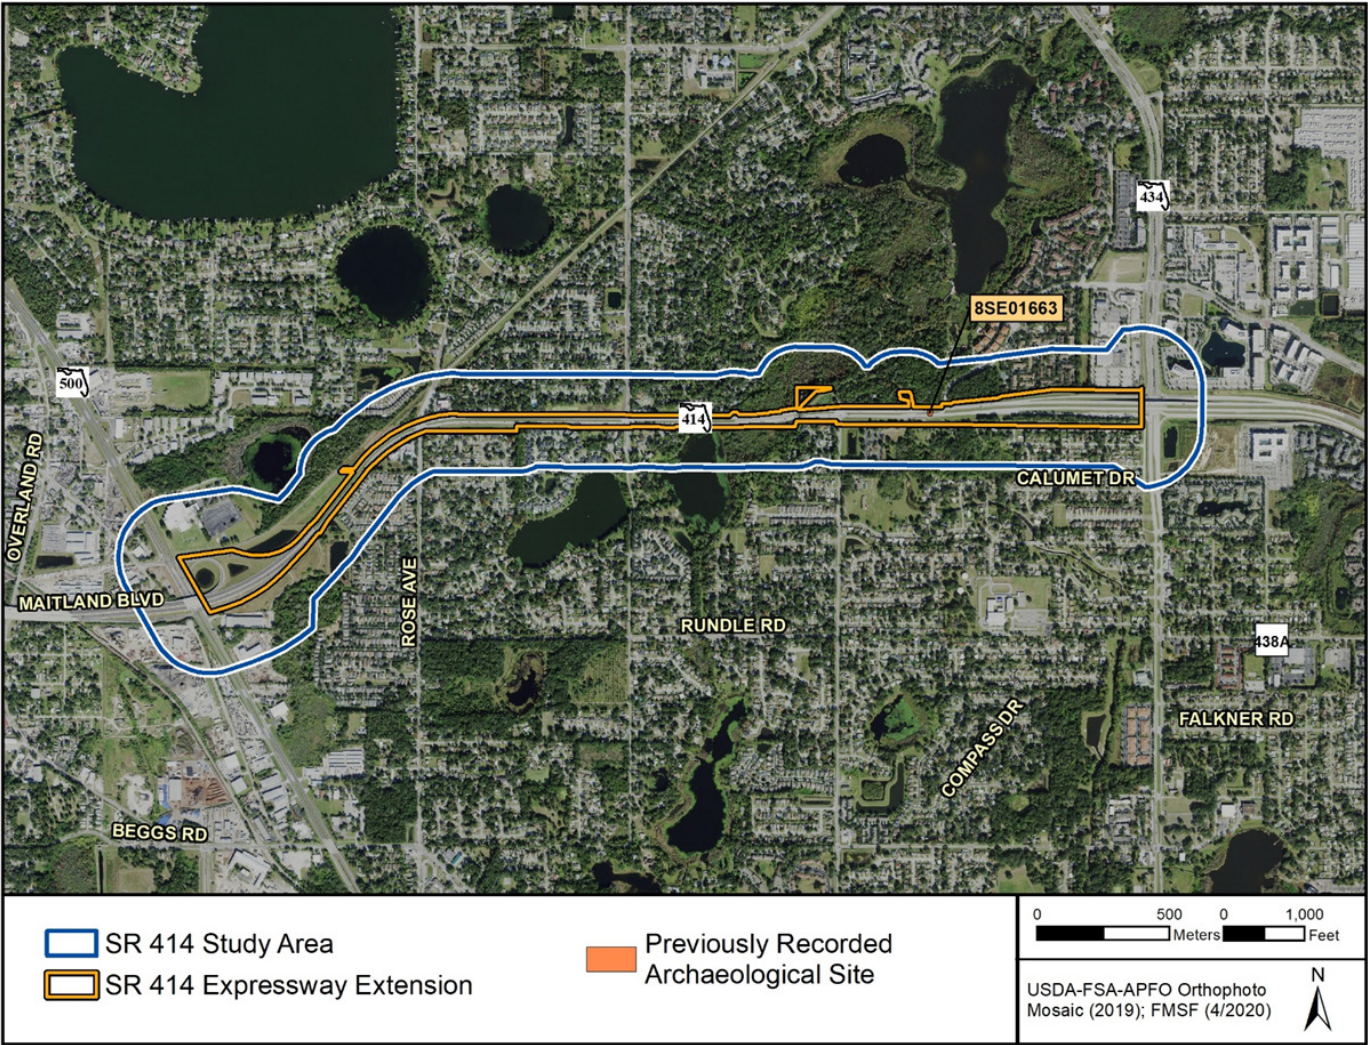 434
8SE01663
500
414
OVERLAND RD
CALUMET DR
MAITLAND BLVD
ROSE AVE
RUNDLE RD
438A
FALKNER RD
COMPASS DR
BEGGS RD
SR 414 Study Area
SR 414 Expressway Extension
Previously Recorded
Archaeological Site
0 500 0 1,000
Meters Feet
USDA-FSA-APFO Orthophoto
Mosaic (2019); FMSF (4/2020)
N